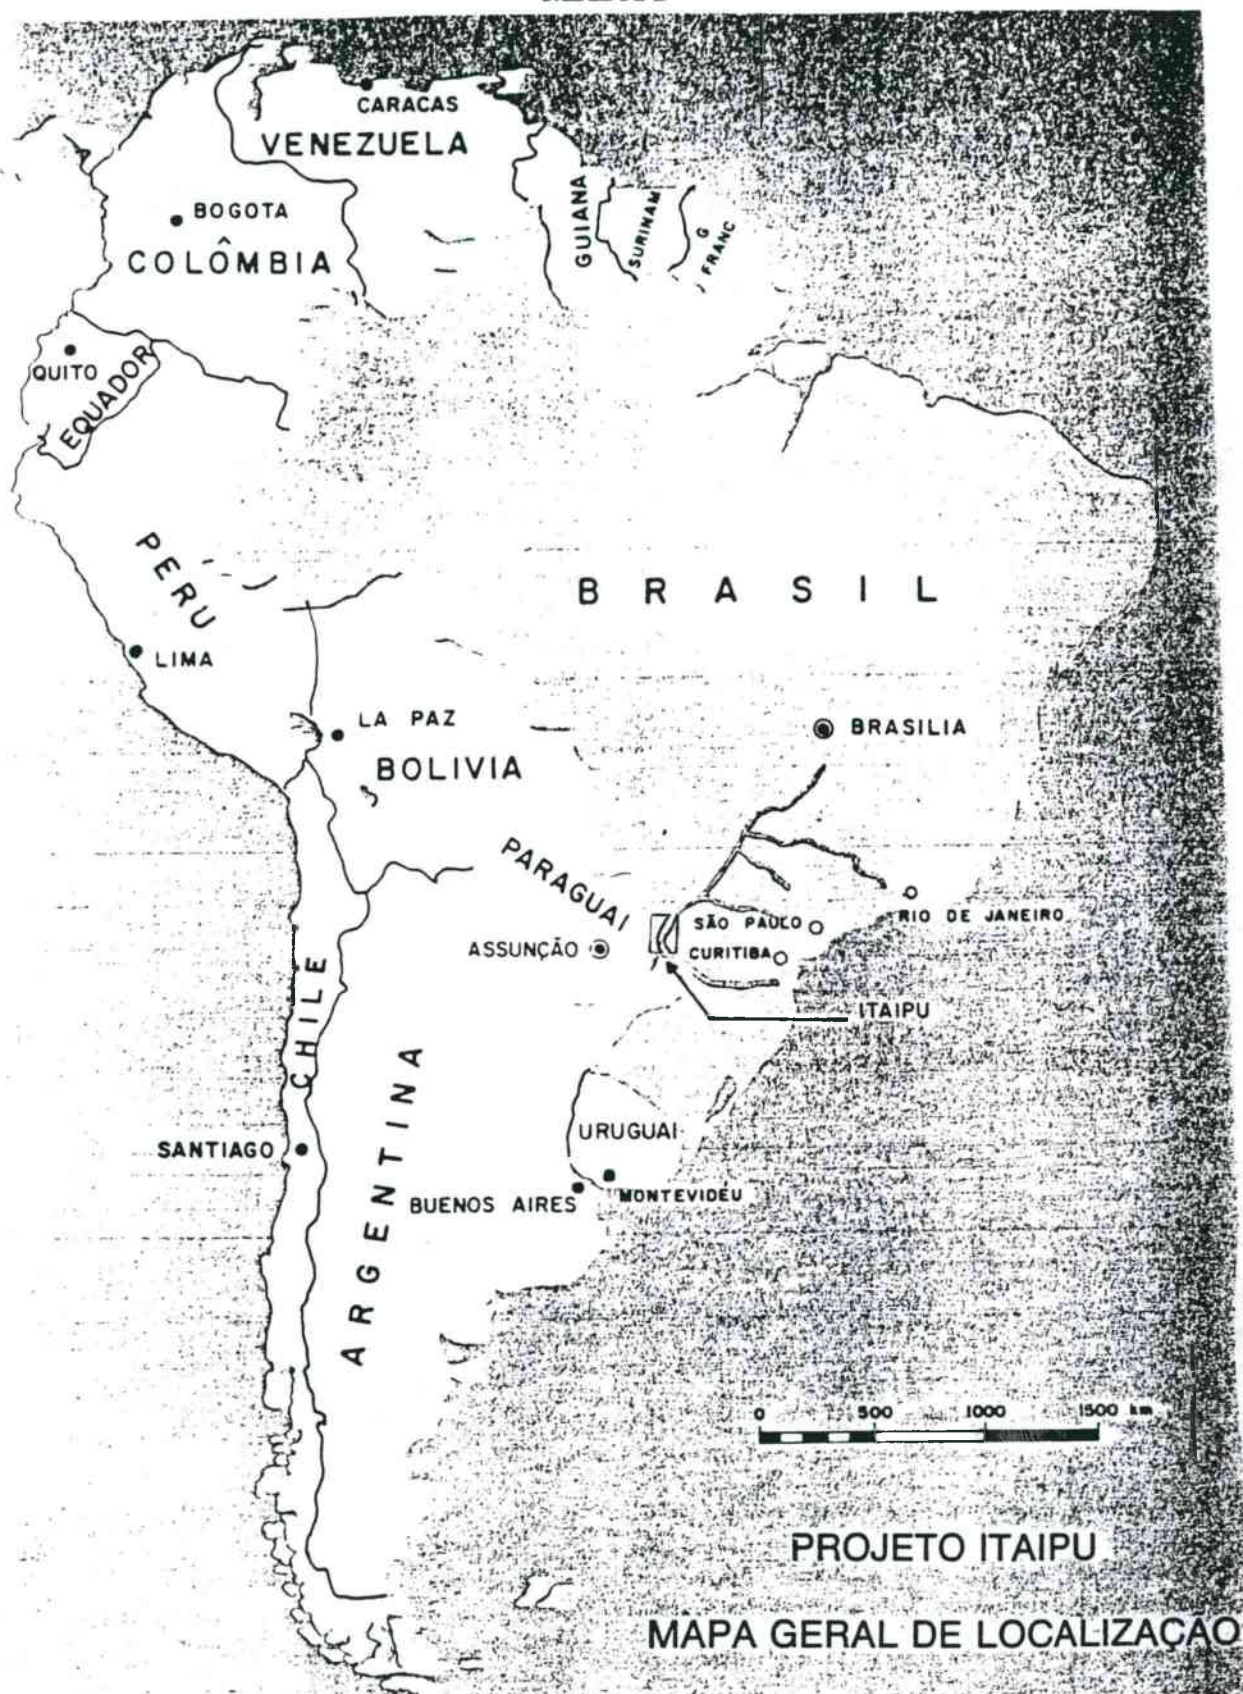 CARACAS
VENEZUELA
BOGOTA
COLÔMBIA
GUIANA
SURINAM
G
FRANC
QUITO
EQUADOR
PERU
LIMA
BRASIL
BRASILIA
LA PAZ
BOLIVIA
PARAGUAI
ASSUNÇÃO
SÃO PAULO
RIO DE JANEIRO
CURITIBA
ITAIPU
CHILE
ARGENTINA
SANTIAGO
URUGUAI
BUENOS AIRES
MONTEVIDÉU
0 500 1000 1500 km
PROJETO ITAIPU
MAPA GERAL DE LOCALIZAÇÃO